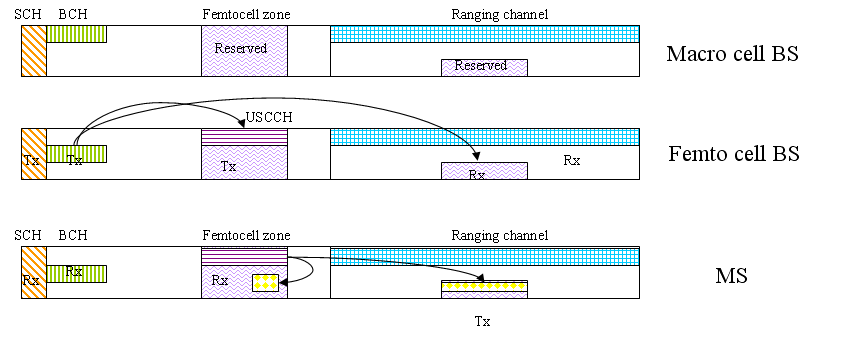 SCH BCH Femtocell zone Ranging channel
Reserved
Reserved
Macro cell BS
USCCH
Tx Tx Tx Rx Rx
Femto cell BS
SCH BCH Femtocell zone Ranging channel
Rx Rx Rx
MS
Tx